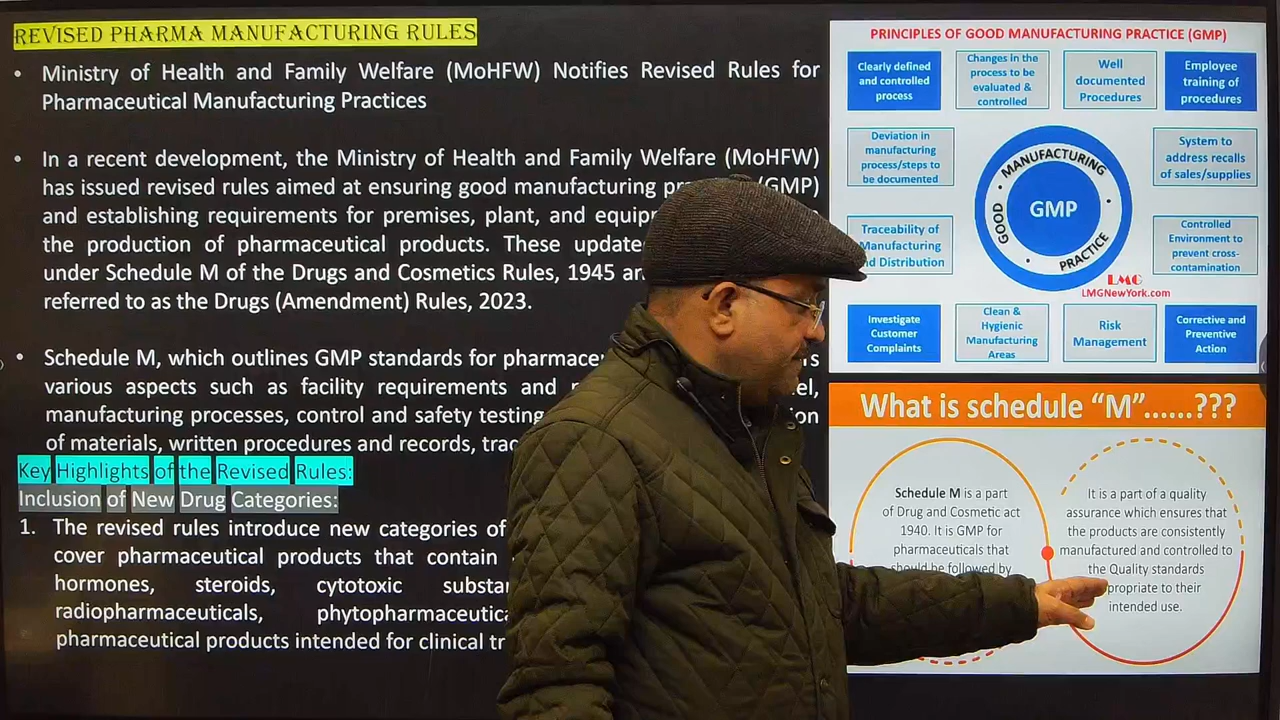 REVISED PHARMA MANUFACTURING RULES
• Ministry of Health and Family Welfare (MoHFW) Notifies Revised Rules for
Pharmaceutical Manufacturing Practices
• In a recent development, the Ministry of Health and Family Welfare (MoHFW)
has issued revised rules aimed at ensuring good manufacturing (GMP)
and establishing requirements for premises, plant, and
the production of pharmaceutical products. These
under Schedule M of the Drugs and Cosmetics Rules, 1945
referred to as the Drugs (Amendment) Rules, 2023.
• Schedule M, which outlines GMP standards for
various aspects such as facility requirements and
manufacturing processes, control and safety testing
of materials, written procedures and records,
Key Highlights of the Revised Rules:
Inclusion of New Drug Categories:
1. The revised rules introduce new categories of
cover pharmaceutical products that contain
hormones, steroids, cytotoxic
radiopharmaceuticals,
pharmaceutical products intended for clinical
PRINCIPLES OF GOOD MANUFACTURING PRACTICE (GMP)
Clearly defined
and controlled
process
Changes in the
process to be
evaluated &
controlled
Well
documented
Procedures
Employee
training of
procedures
Deviation in
manufacturing
process/steps to
be documented
System to
address recalls
of sales/supplies
GOOD • MANUFACTURING • PRACTICE •
GMP
Traceability of
Manufacturing
Distribution
Controlled
Environment to
prevent cross-
contamination
LMG
LMGNewYork.com
Investigate
Customer
Complaints
Clean &
Hygienic
Manufacturing
Areas
Risk
Management
Corrective and
Preventive
Action
What is schedule “M”......???
Schedule M is a part
of Drug and Cosmetic act
1940. It is GMP for
pharmaceuticals that
should be followed by
It is a part of a quality
assurance which ensures that
the products are consistently
manufactured and controlled to
the Quality standards
to their
intended use.